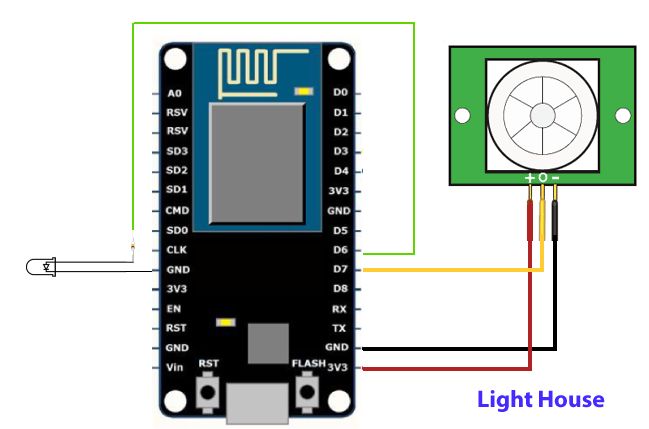 A0
RSV
RSV
SD3
SD2
SD1
CMD
SD0
CLK
GND
3V3
EN
RST
GND
Vin
D0
D1
D2
D3
D4
3V3
GND
D5
D6
D7
D8
RX
TX
GND
3V3
RST
FLASH
+ O -
Light House